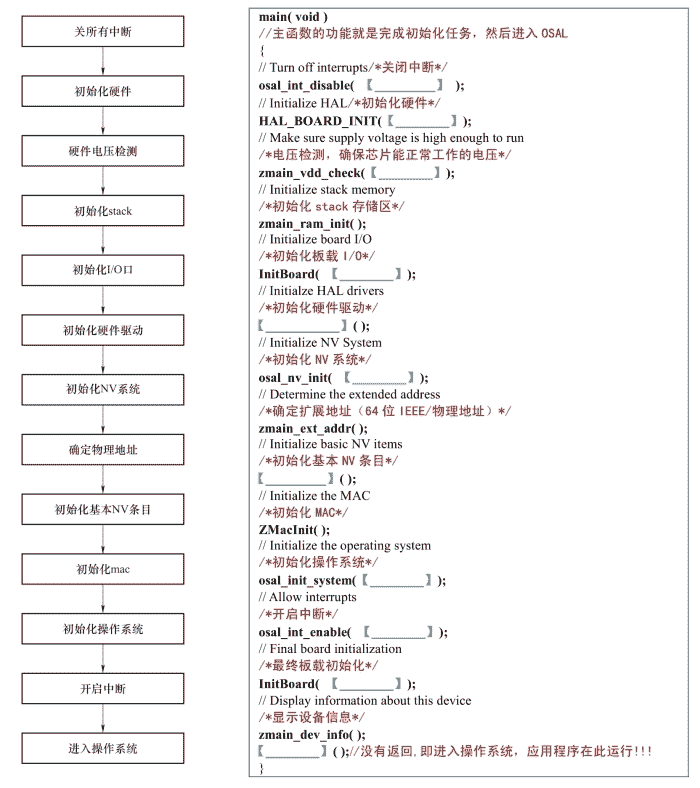 关所有中断
初始化硬件
硬件电压检测
初始化stack
初始化I/O口
初始化硬件驱动
初始化NV系统
确定物理地址
初始化基本NV条目
初始化mac
初始化操作系统
开启中断
进入操作系统
main( void )
//主函数的功能就是完成初始化任务，然后进入 OSAL
{
// Turn off interrupts/*关闭中断*/
osal_int_disable( 【________】 );
// Initialize HAL/*初始化硬件*/
HAL_BOARD_INIT(【________】);
// Make sure supply voltage is high enough to run
/*电压检测，确保芯片能正常工作的电压*/
zmain_vdd_check(【________】);
// Initialize stack memory
/*初始化 stack 存储区*/
zmain_ram_init( );
// Initialize board I/O
/*初始化板载 I/O*/
InitBoard( 【________】);
// Initialze HAL drivers
/*初始化硬件驱动*/
【___________】( );
// Initialize NV System
/*初始化 NV 系统*/
osal_nv_init( 【________】);
// Determine the extended address
/*确定扩展地址（64 位 IEEE/物理地址）*/
zmain_ext_addr( );
// Initialize basic NV items
/*初始化基本 NV 条目*/
【_________】( );
// Initialize the MAC
/*初始化 MAC*/
ZMacInit( );
// Initialize the operating system
/*初始化操作系统*/
osal_init_system(【________】);
// Allow interrupts
/*开启中断*/
osal_int_enable( 【________】);
// Final board initialization
/*最终板载初始化*/
InitBoard( 【________】);
// Display information about this device
/*显示设备信息*/
zmain_dev_info( );
【________】( );//没有返回,即进入操作系统，应用程序在此运行!!!
}